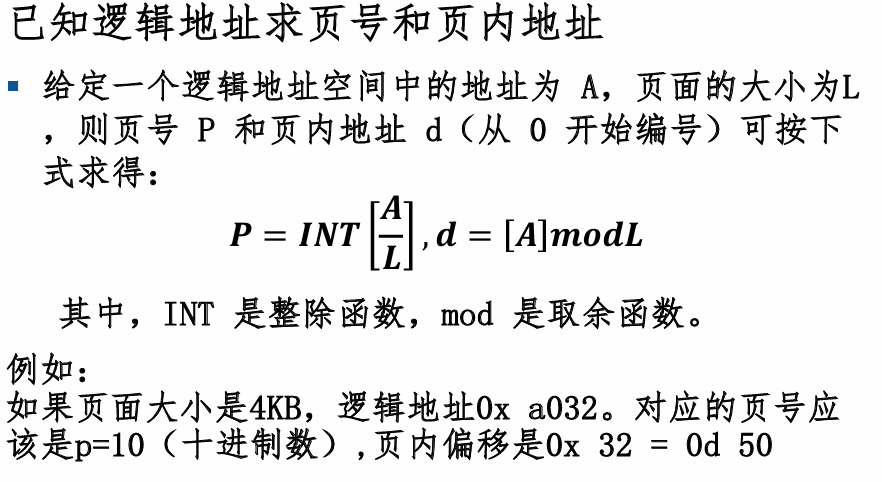 已知逻辑地址求页号和页内地址
▪ 给定一个逻辑地址空间中的地址为 A，页面的大小为L
，则页号 P 和页内地址 d（从 0 开始编号）可按下
式求得：
P = INT [A/L] , d = [A]modL
其中，INT 是整除函数，mod 是取余函数。
例如：
如果页面大小是4KB，逻辑地址0x a032。对应的页号应
该是p=10（十进制数）,页内偏移是0x 32 = 0d 50